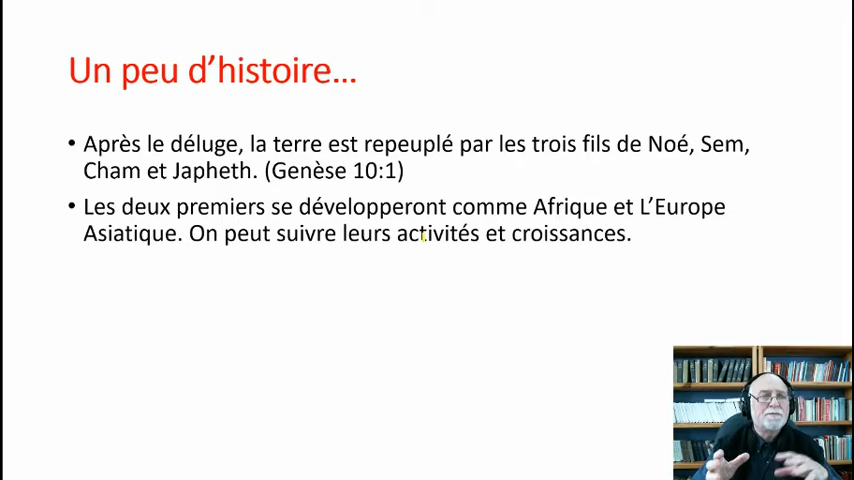 Un peu d’histoire…
• Après le déluge, la terre est repeuplé par les trois fils de Noé, Sem,
Cham et Japheth. (Genèse 10:1)
• Les deux premiers se développeront comme Afrique et L’Europe
Asiatique. On peut suivre leurs activités et croissances.